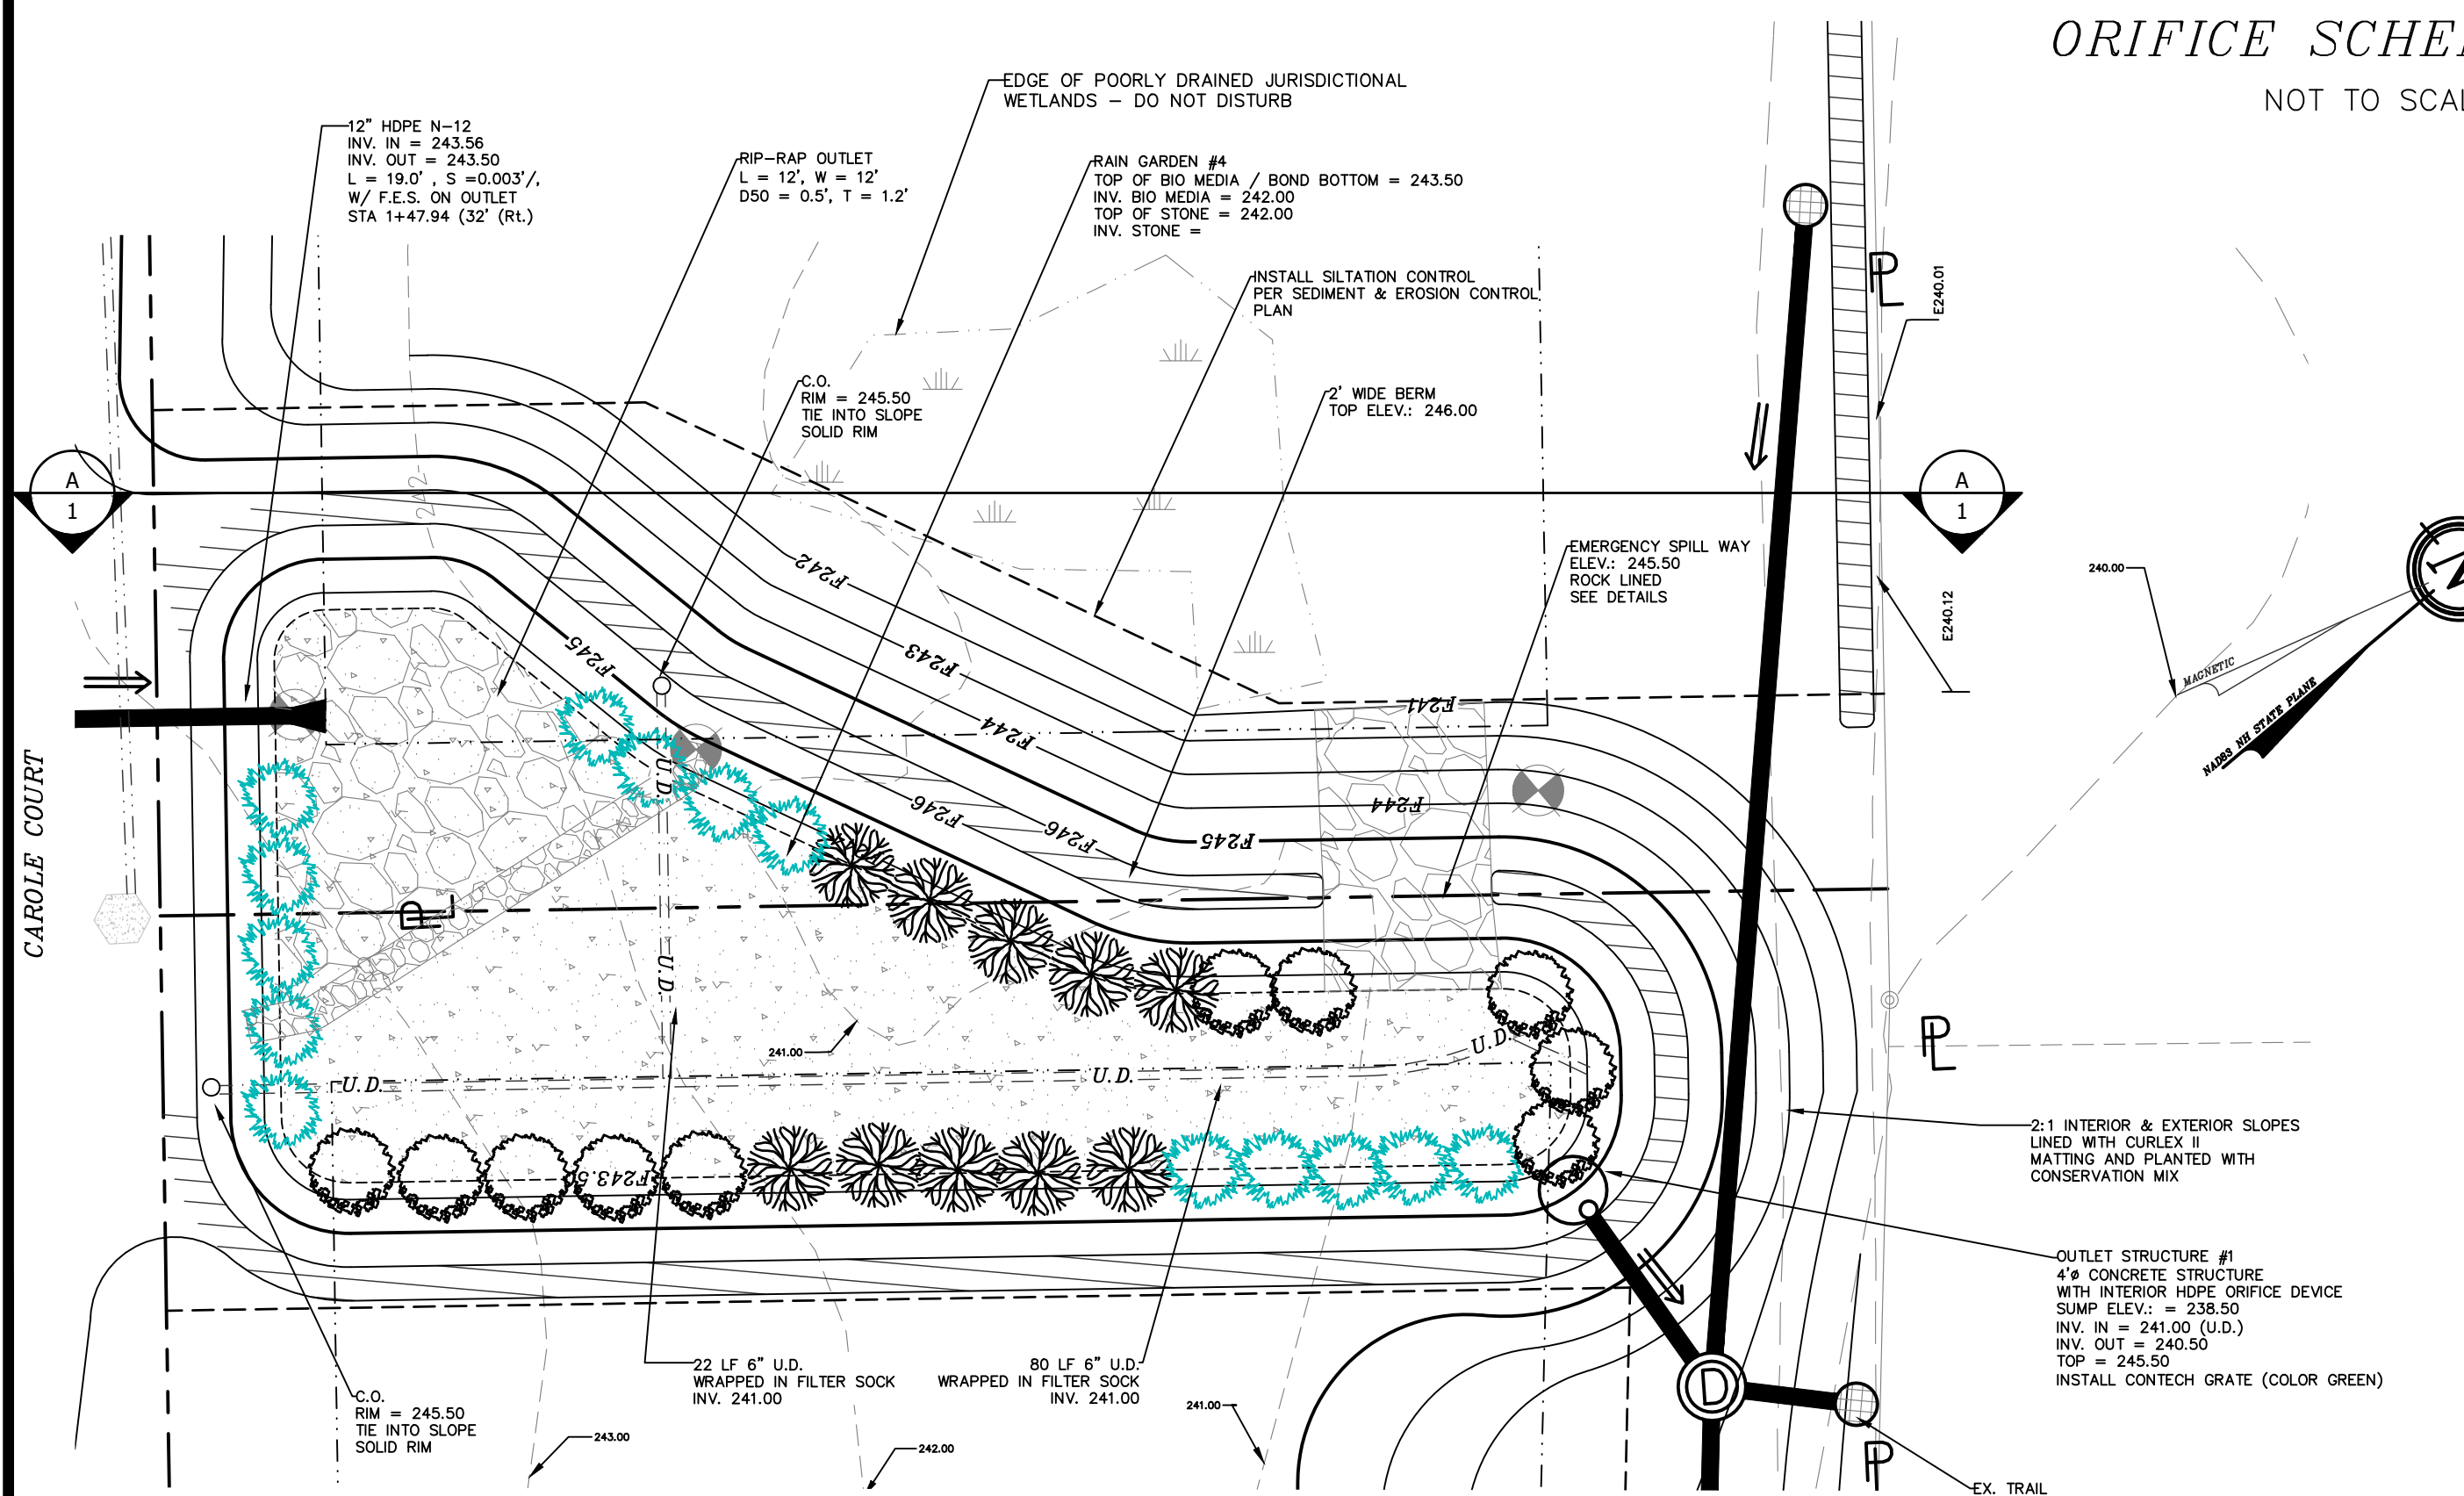 ORIFICE SCHE
NOT TO SCAL
EDGE OF POORLY DRAINED JURISDICTIONAL
WETLANDS – DO NOT DISTURB
12" HDPE N-12
INV. IN = 243.56
INV. OUT = 243.50
L = 19.0' , S =0.003'/,
W/ F.E.S. ON OUTLET
STA 1+47.94 (32' (Rt.)
RIP-RAP OUTLET
L = 12', W = 12'
D50 = 0.5', T = 1.2'
RAIN GARDEN #4
TOP OF BIO MEDIA / BOND BOTTOM = 243.50
INV. BIO MEDIA = 242.00
TOP OF STONE = 242.00
INV. STONE =
INSTALL SILTATION CONTROL
PER SEDIMENT & EROSION CONTROL
PLAN
PL
E240.01
C.O.
RIM = 245.50
TIE INTO SLOPE
SOLID RIM
2' WIDE BERM
TOP ELEV.: 246.00
A
1
A
1
242
EMERGENCY SPILL WAY
ELEV.: 245.50
ROCK LINED
SEE DETAILS
E240.12
240.00
N
MAGNETIC
NAD83 NH STATE PLANE
F242
F243
F244
F245
F241
F244
F245
F246
F246
CAROLE COURT
U.D.
U.D.
PL
241.00
U.D.
U.D.
U.D.
PL
F243.50
2:1 INTERIOR & EXTERIOR SLOPES
LINED WITH CURLEX II
MATTING AND PLANTED WITH
CONSERVATION MIX
OUTLET STRUCTURE #1
4'ø CONCRETE STRUCTURE
WITH INTERIOR HDPE ORIFICE DEVICE
SUMP ELEV.: = 238.50
INV. IN = 241.00 (U.D.)
INV. OUT = 240.50
TOP = 245.50
INSTALL CONTECH GRATE (COLOR GREEN)
22 LF 6" U.D.
WRAPPED IN FILTER SOCK
INV. 241.00
80 LF 6" U.D.
WRAPPED IN FILTER SOCK
INV. 241.00
C.O.
RIM = 245.50
TIE INTO SLOPE
SOLID RIM
243.00
242.00
241.00
D
PL
EX. TRAIL